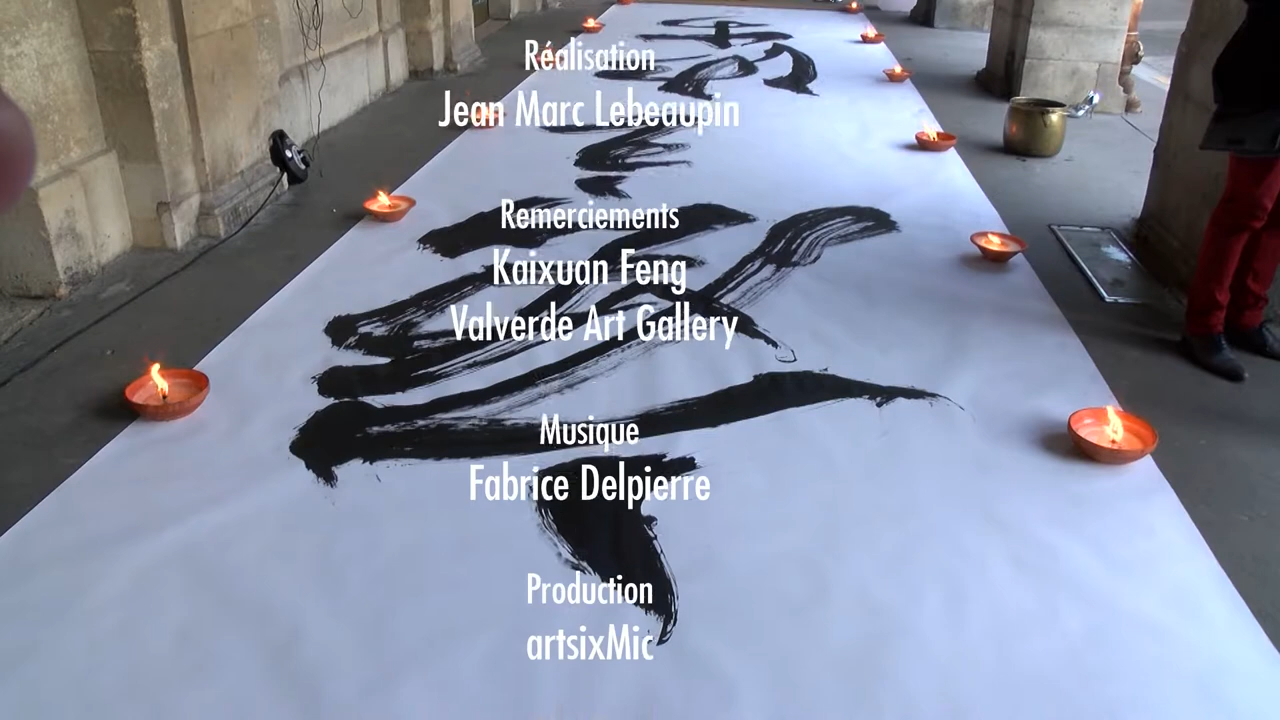 Réalisation
Jean Marc Lebeaupin
Remerciements
Kaixuan Feng
Valverde Art Gallery
Musique
Fabrice Delpierre
Production
artsixMic